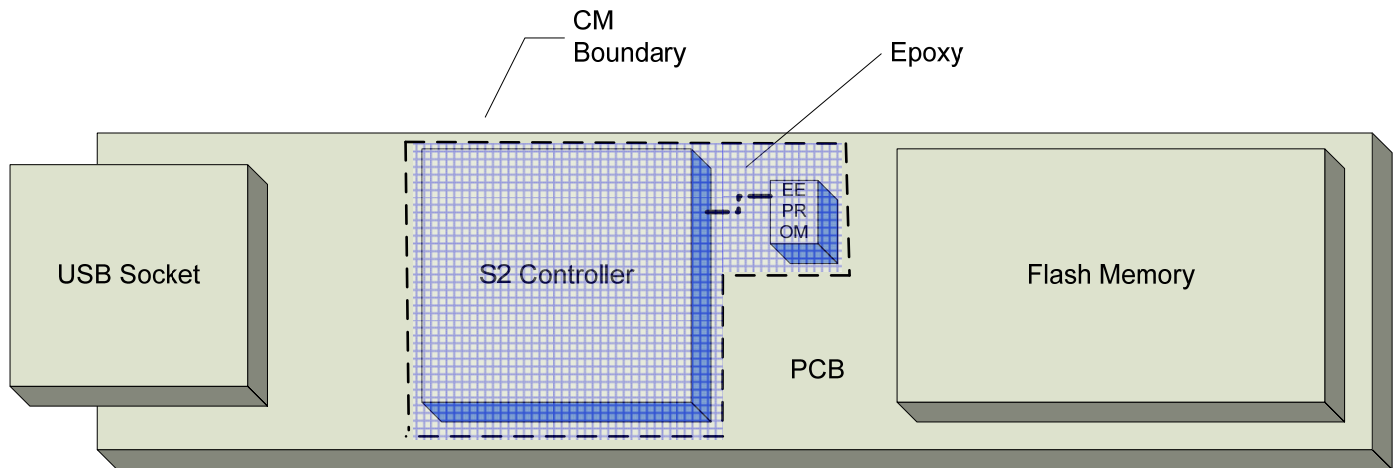 CM
Boundary
Epoxy
EE
PR
OM
USB Socket
S2 Controller
Flash Memory
PCB